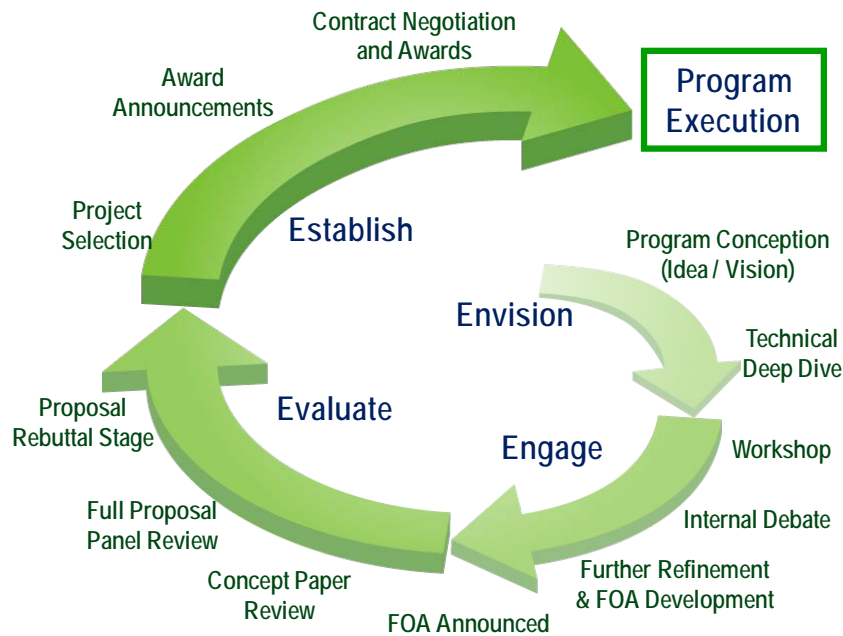 Contract Negotiation
and Awards
Award
Announcements
Program
Execution
Project
Selection
Establish
Program Conception
(Idea / Vision)
Envision
Technical
Deep Dive
Evaluate
Proposal
Rebuttal Stage
Engage
Workshop
Full Proposal
Panel Review
Internal Debate
Concept Paper
Review
Further Refinement
& FOA Development
FOA Announced